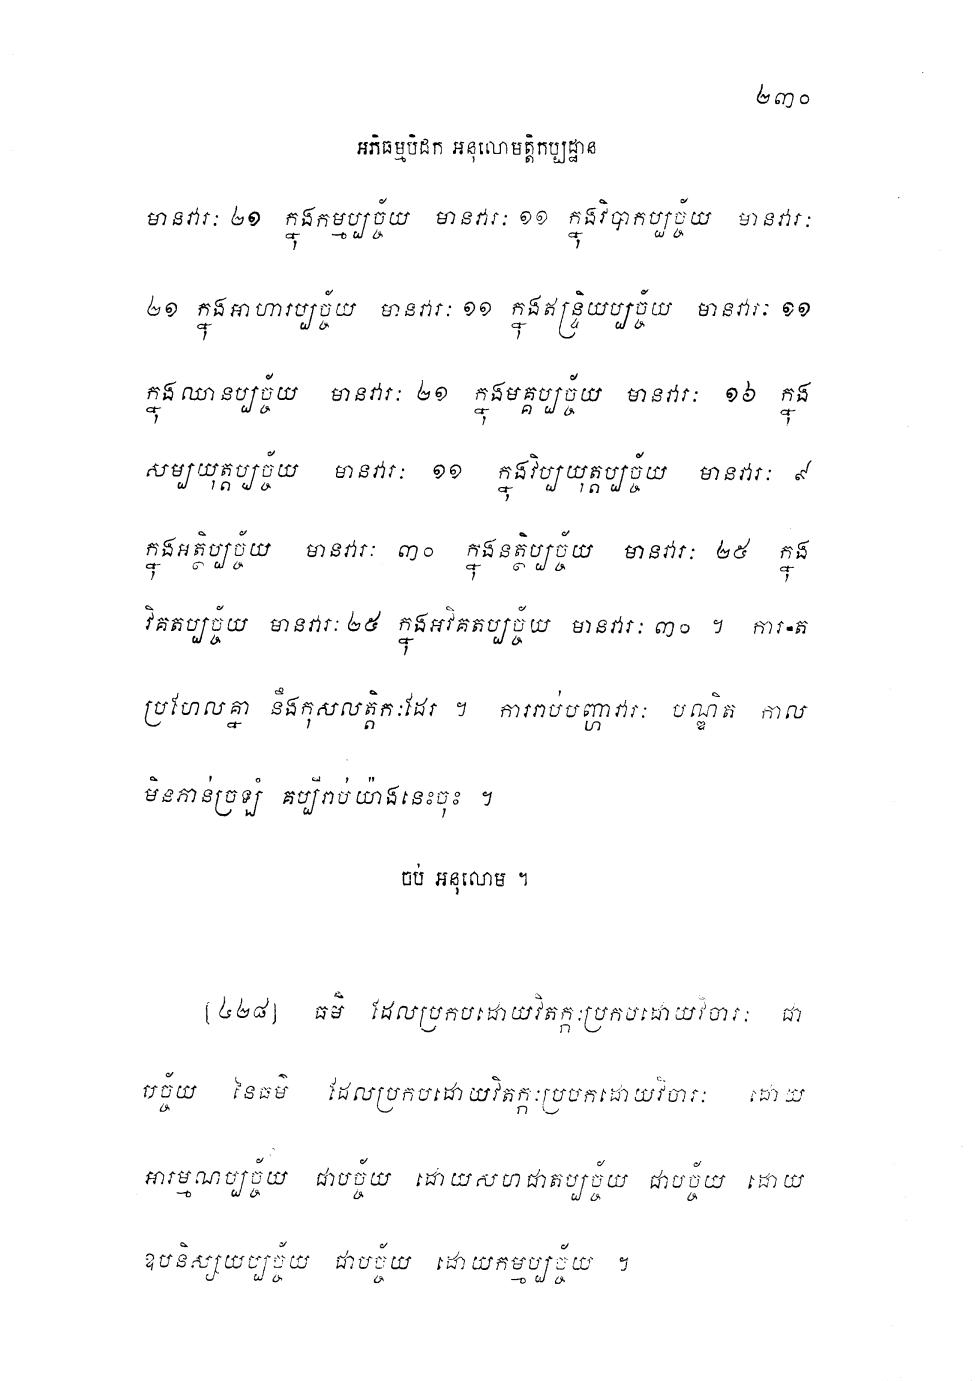 ២៣០
អភិធម្មបិដក អនុលោមត្តិកប្បដ្ឋាន
មានវារៈ ២១ ក្នុងកម្មប្បច្ច័យ មានវារៈ ១១ ក្នុងវិបាកប្បច្ច័យ មានវារៈ
២១ ក្នុងអាហារប្បច្ច័យ មានវារៈ ១១ ក្នុងឥន្ទ្រិយប្បច្ច័យ មានវារៈ ១១
ក្នុងឈានប្បច្ច័យ មានវារៈ ២១ ក្នុងមគ្គប្បច្ច័យ មានវារៈ ១៦ ក្នុង
សម្បយុត្តប្បច្ច័យ មានវារៈ ១១ ក្នុងវិប្បយុត្តប្បច្ច័យ មានវារៈ ៩
ក្នុងអត្ថិប្បច្ច័យ មានវារៈ ៣០ ក្នុងនត្ថិប្បច្ច័យ មានវារៈ ២៥ ក្នុង
វិគតប្បច្ច័យ មានវារៈ ២៥ ក្នុងអវិគតប្បច្ច័យ មានវារៈ ៣០ ។ ការ-ត
ប្រហែលគ្នា នឹងកុសលត្តិកៈដែរ ។ ការរាប់បញ្ហាវារៈ បណ្ឌិត កាល
មិនភាន់ច្រឡំ គប្បីរាប់យ៉ាងនេះចុះ ។
ចប់ អនុលោម ។
[៤២៨] ធម៌ ដែលប្រកបដោយវិតក្កៈប្រកបដោយវិចារៈ ជា
បច្ច័យ នៃធម៌ ដែលប្រកបដោយវិតក្កៈប្របកដោយវិចារៈ ដោយ
អារម្មណប្បច្ច័យ ជាបច្ច័យ ដោយសហជាតប្បច្ច័យ ជាបច្ច័យ ដោយ
ឧបនិស្សយប្បច្ច័យ ជាបច្ច័យ ដោយកម្មប្បច្ច័យ ។